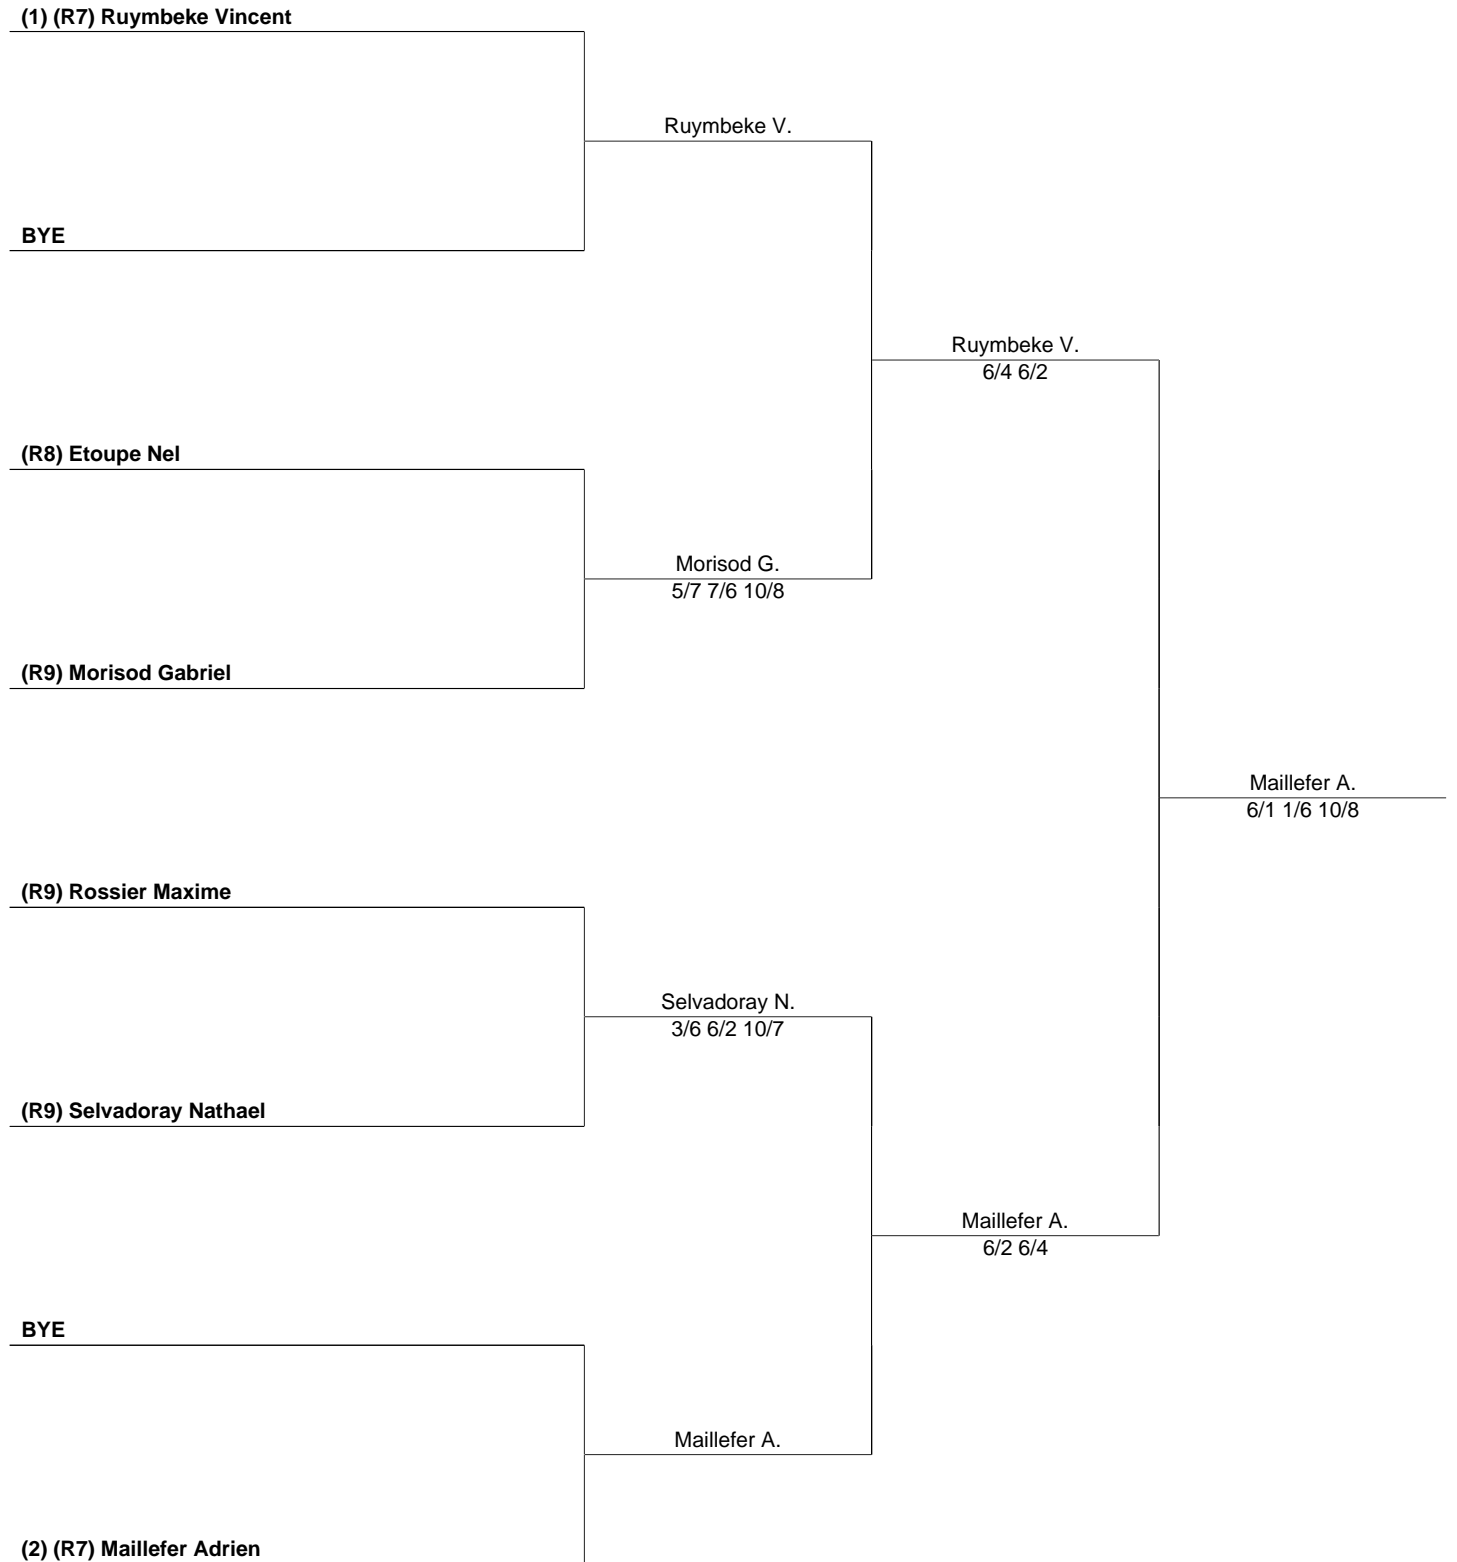 (1) (R7) Ruymbeke Vincent
Ruymbeke V.
BYE
Ruymbeke V.
6/4 6/2
(R8) Etoupe Nel
Morisod G.
5/7 7/6 10/8
(R9) Morisod Gabriel
Maillefer A.
6/1 1/6 10/8
(R9) Rossier Maxime
Selvadoray N.
3/6 6/2 10/7
(R9) Selvadoray Nathael
Maillefer A.
6/2 6/4
BYE
Maillefer A.
(2) (R7) Maillefer Adrien